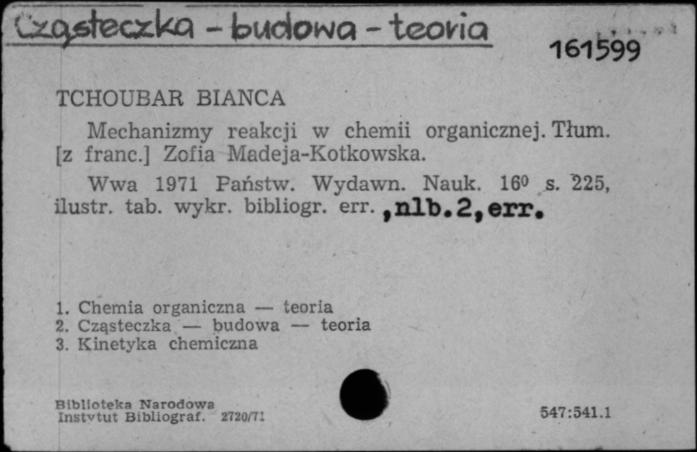 Cząsteczka – budowa – teoria
161599
TCHOUBAR BIANCA
Mechanizmy reakcji w chemii organicznej. Tłum.
[z franc.] Zofia Madeja-Kotkowska.
Wwa 1971 Państw. Wydawn. Nauk. 16⁰ s. 225,
ilustr. tab. wykr. bibliogr. err. ,nlb.2,err.
1. Chemia organiczna — teoria
2. Cząsteczka — budowa — teoria
3. Kinetyka chemiczna
Biblioteka Narodowa
Instytut Bibliograf. 2720/71
547:541.1